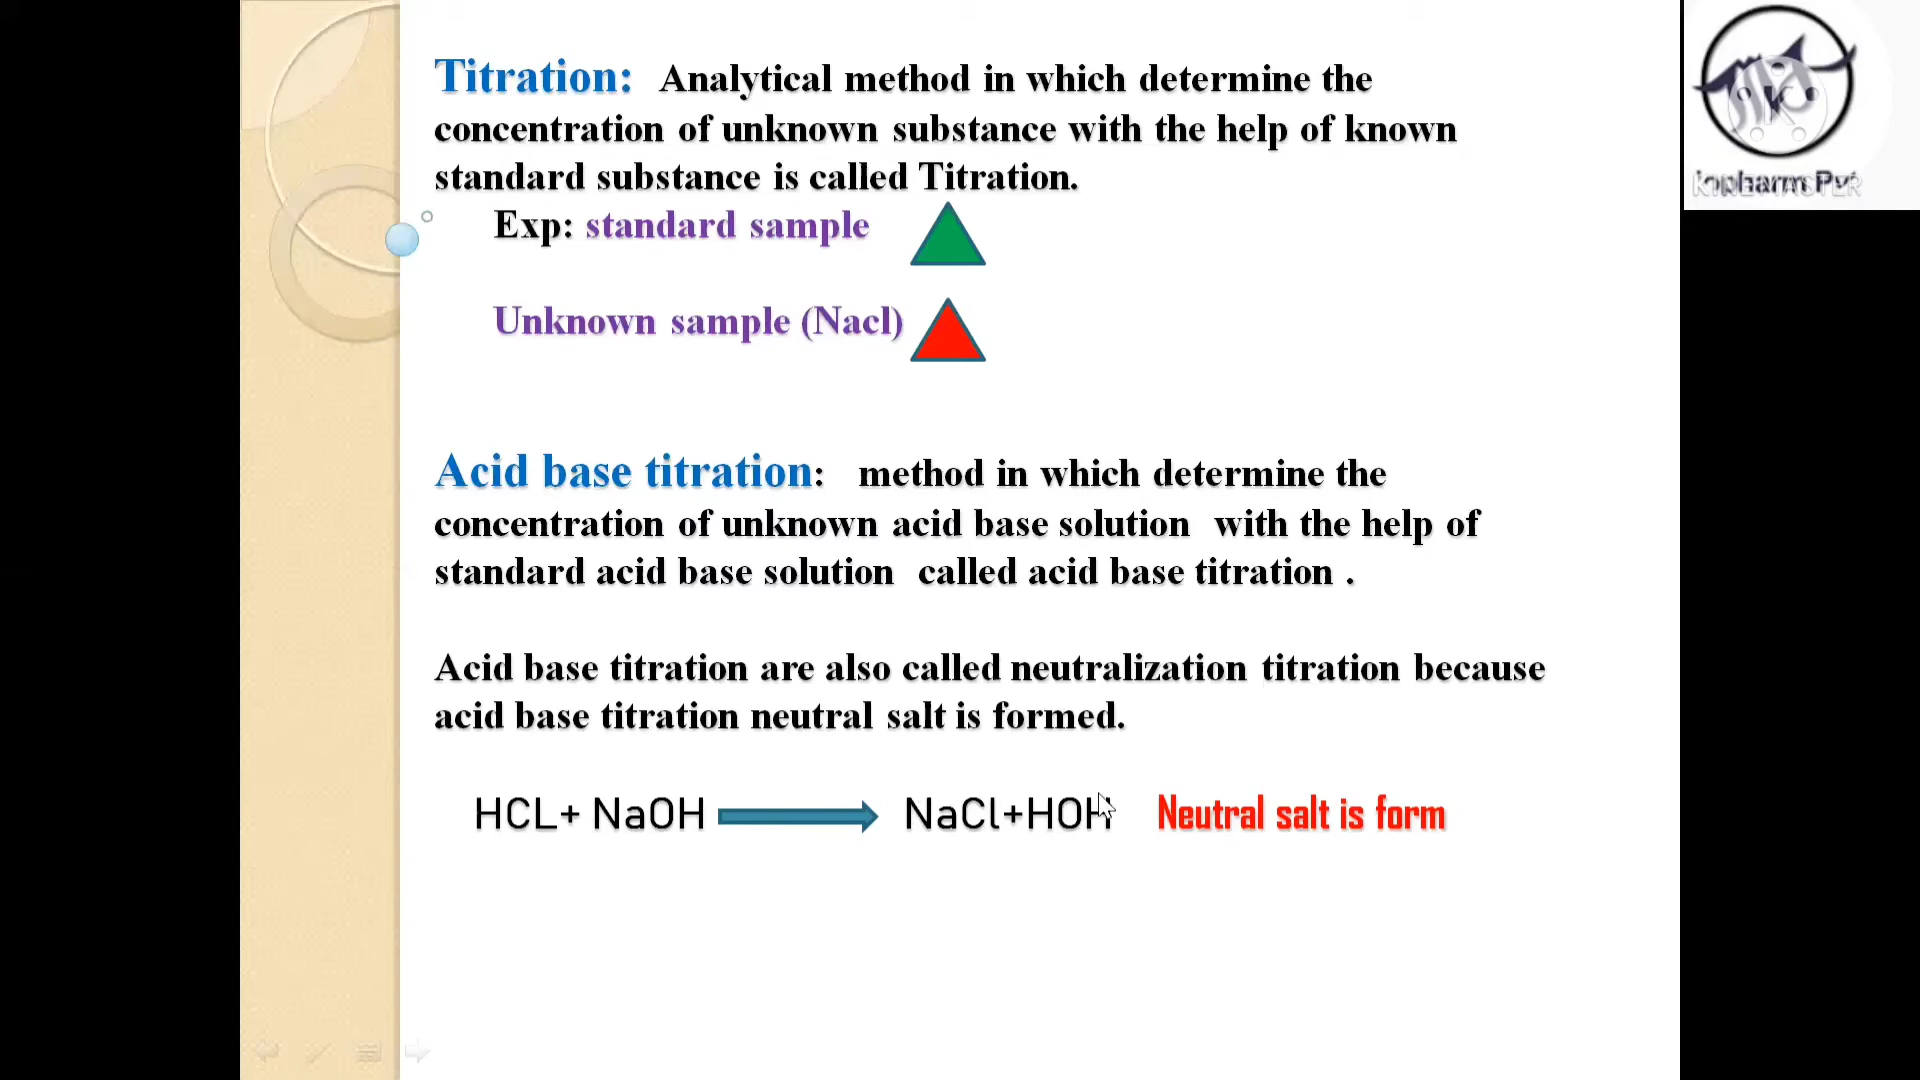 Titration: Analytical method in which determine the
concentration of unknown substance with the help of known
standard substance is called Titration.
Exp: standard sample
Unknown sample (Nacl)
Acid base titration: method in which determine the
concentration of unknown acid base solution with the help of
standard acid base solution called acid base titration .
Acid base titration are also called neutralization titration because
acid base titration neutral salt is formed.
HCL+ NaOH NaCl+HOH Neutral salt is form
K